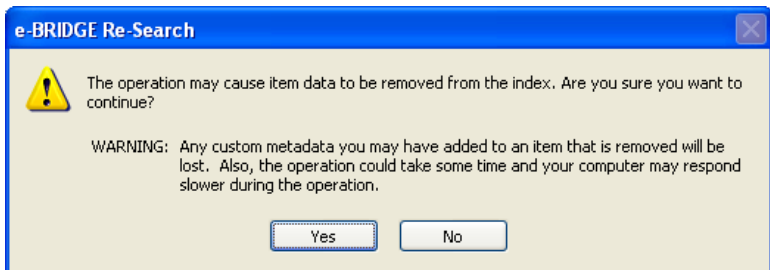 e-BRIDGE Re-Search
The operation may cause item data to be removed from the index. Are you sure you want to
continue?
WARNING: Any custom metadata you may have added to an item that is removed will be
lost. Also, the operation could take some time and your computer may respond
slower during the operation.
Yes No